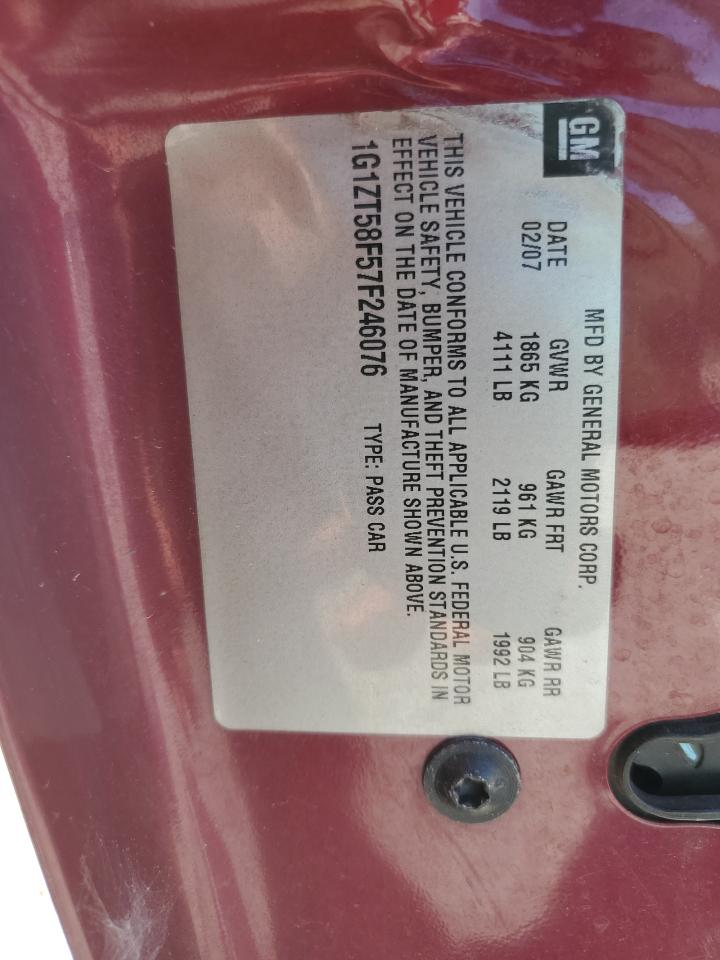 GM
MFD BY GENERAL MOTORS CORP.
DATE GVWR GAWR FRT GAWR RR
02/07 1865 KG 961 KG 904 KG
4111 LB 2119 LB 1992 LB
THIS VEHICLE CONFORMS TO ALL APPLICABLE U.S. FEDERAL MOTOR
VEHICLE SAFETY, BUMPER, AND THEFT PREVENTION STANDARDS IN
EFFECT ON THE DATE OF MANUFACTURE SHOWN ABOVE.
1G1ZT58F57F246076 TYPE: PASS CAR